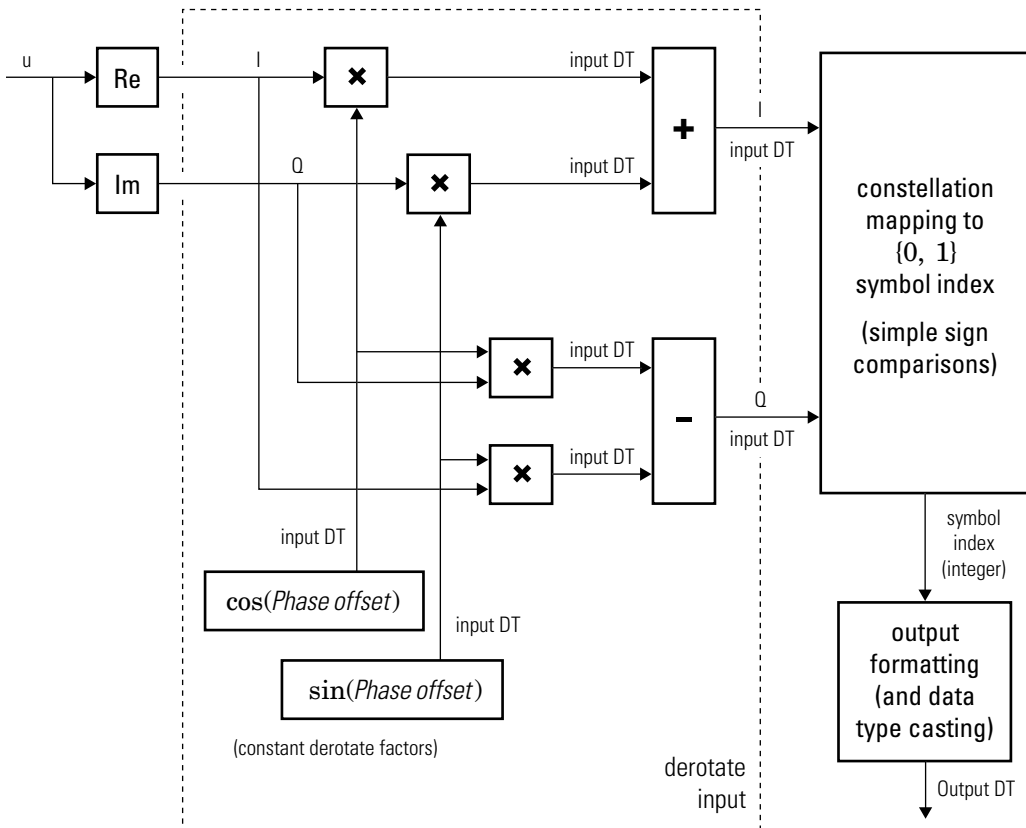 u
Re
I
×
input DT
+
I
input DT
Im
Q
×
input DT
constellation
mapping to
{0, 1}
symbol index
(simple sign
comparisons)
×
input DT
-
Q
input DT
×
input DT
input DT
cos(Phase offset)
input DT
sin(Phase offset)
(constant derotate factors)
derotate
input
symbol
index
(integer)
output
formatting
(and data
type casting)
Output DT